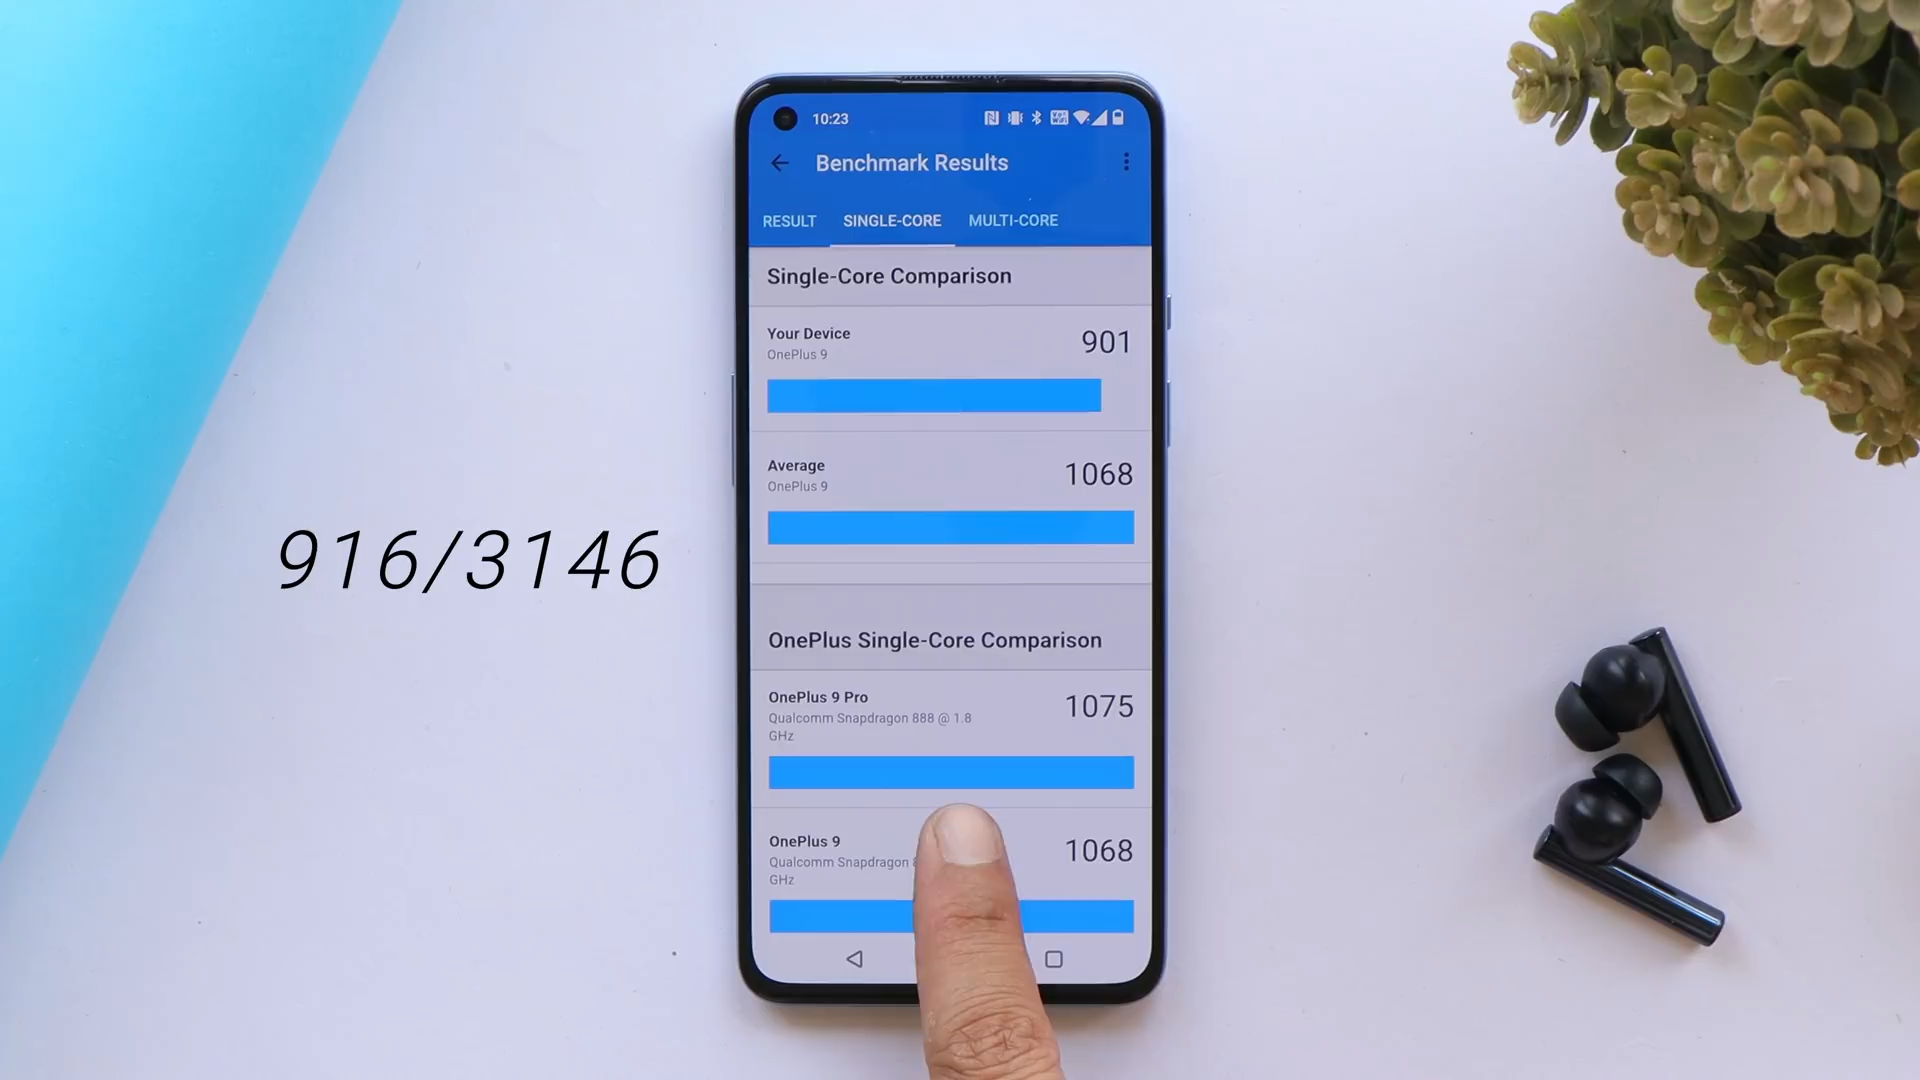 10:23
Benchmark Results
RESULT SINGLE-CORE MULTI-CORE
Single-Core Comparison
Your Device
901
OnePlus 9
Average
1068
OnePlus 9
916/3146
OnePlus Single-Core Comparison
OnePlus 9 Pro
1075
Qualcomm Snapdragon 888 @ 1.8
GHz
OnePlus 9
1068
Qualcomm Snapdragon
GHz